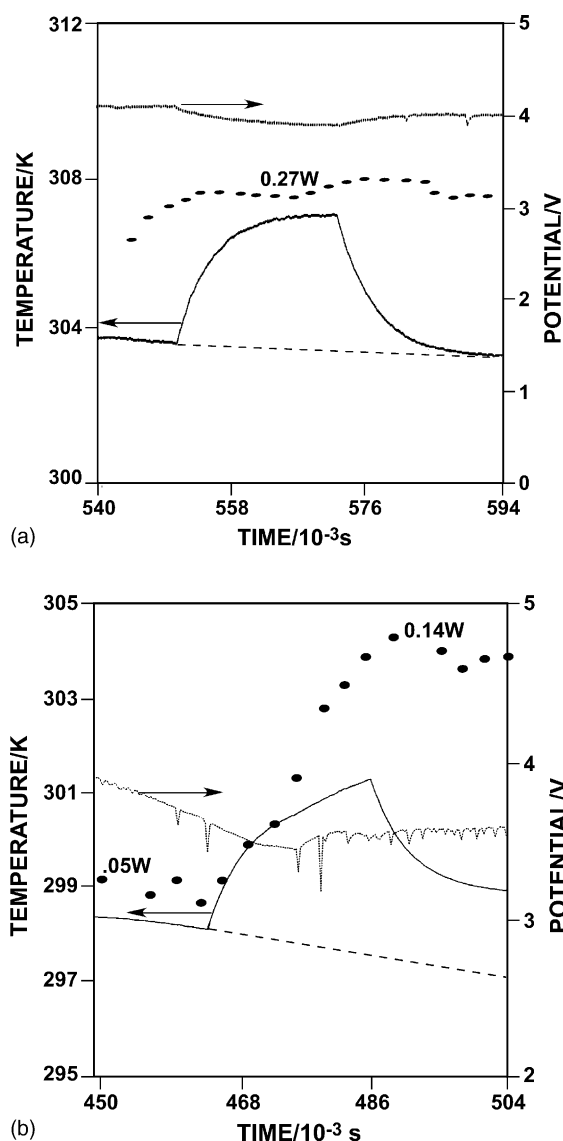 312
308
304
300
TEMPERATURE/K
5
4
3
2
1
0
POTENTIAL/V
0.27W
540
558
576
594
TIME/10-3s
(a)
305
303
301
299
297
295
TEMPERATURE/K
5
4
3
2
POTENTIAL/V
0.14W
.05W
450
468
486
504
TIME/10-3 s
(b)